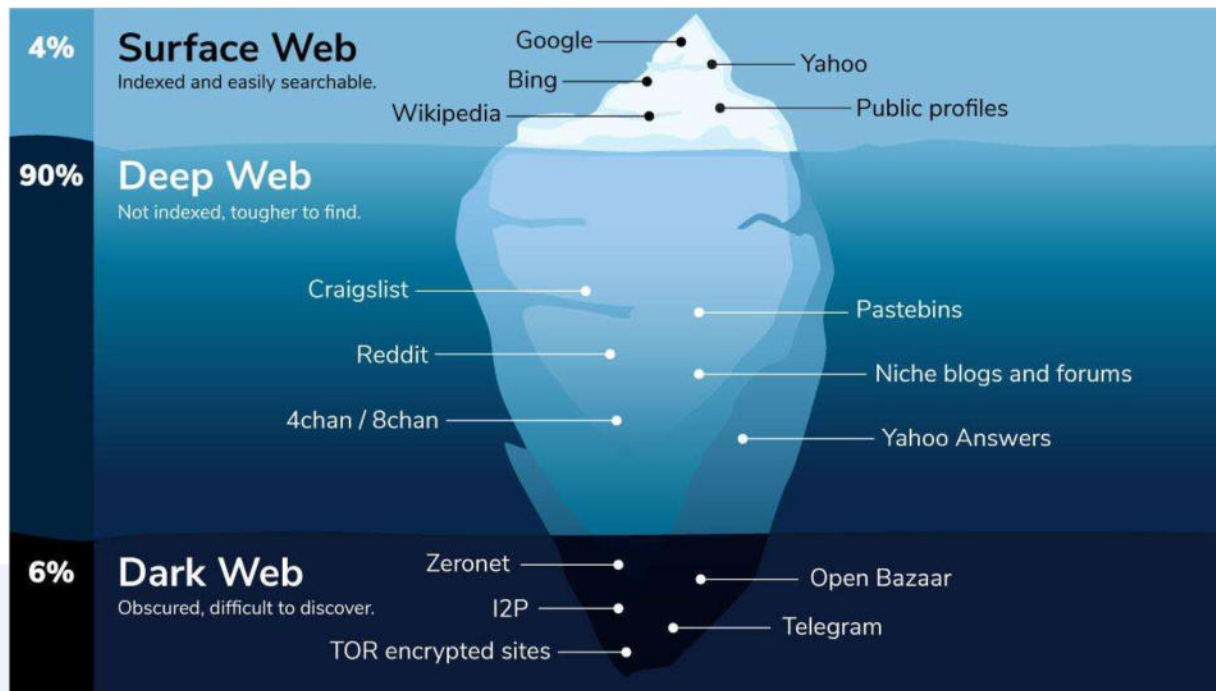 4%
Surface Web
Indexed and easily searchable.
Google
Yahoo
Bing
Wikipedia
Public profiles
90%
Deep Web
Not indexed, tougher to find.
Craigslist
Pastebins
Reddit
Niche blogs and forums
4chan / 8chan
Yahoo Answers
6%
Dark Web
Obscured, difficult to discover.
Zeronet
Open Bazaar
I2P
Telegram
TOR encrypted sites